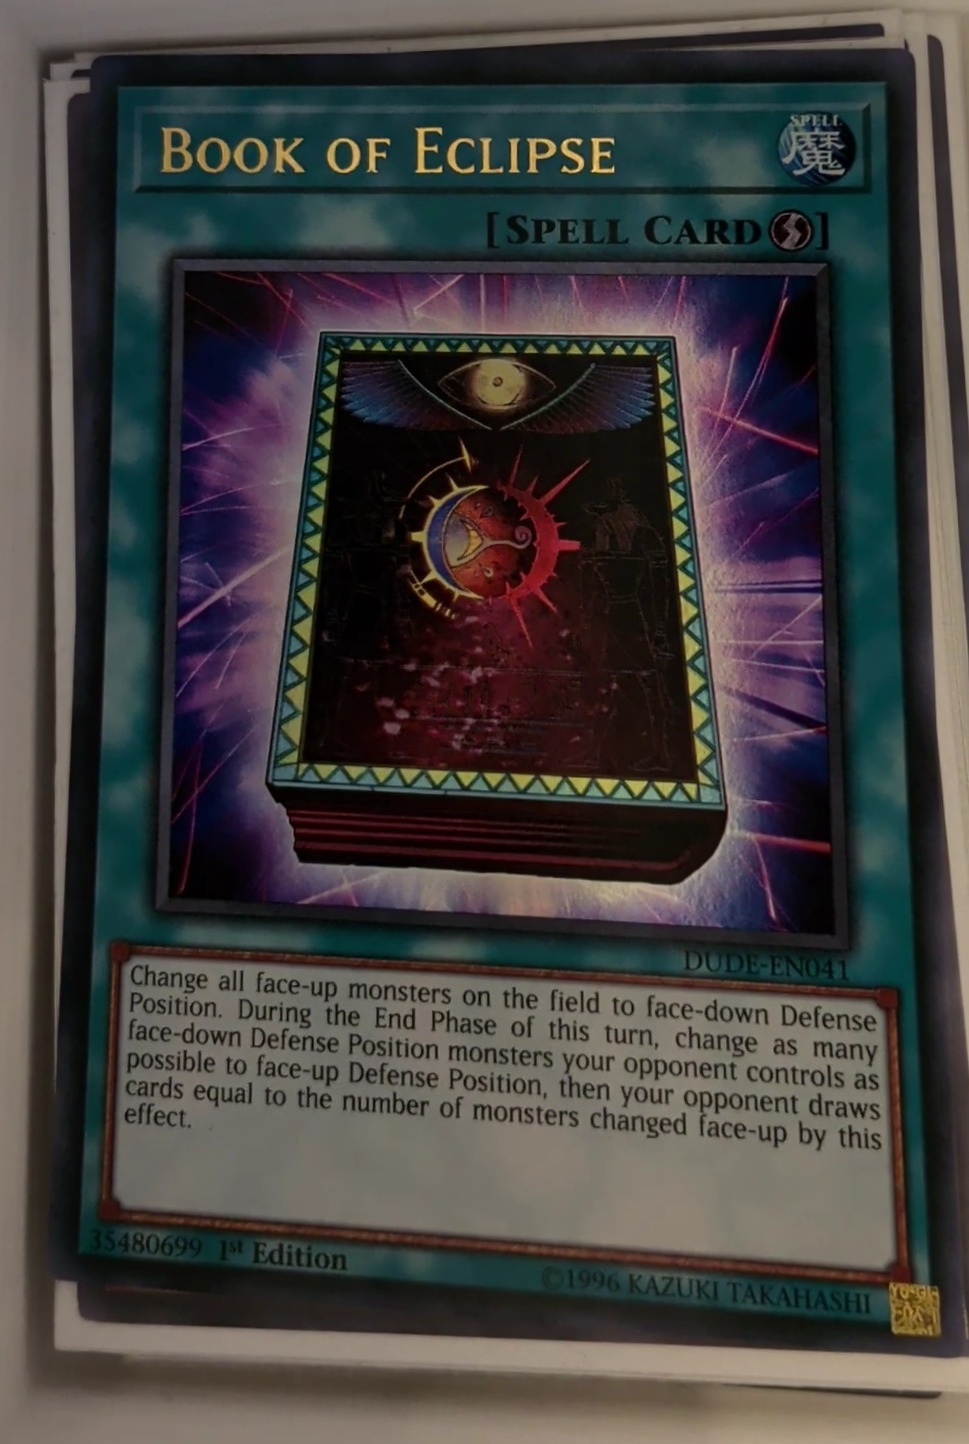 BOOK OF ECLIPSE
SPELL
魔
[SPELL CARD]
DUDE-EN041
Change all face-up monsters on the field to face-down Defense
Position. During the End Phase of this turn, change as many
face-down Defense Position monsters your opponent controls as
possible to face-up Defense Position, then your opponent draws
cards equal to the number of monsters changed face-up by this
effect.
35480699 1st Edition
©1996 KAZUKI TAKAHASHI